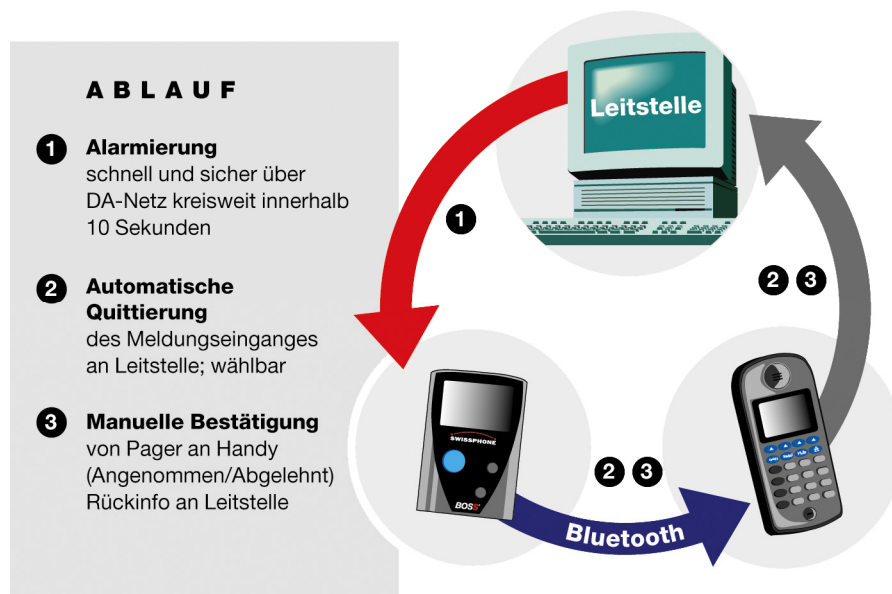 ABLAUF
1 Alarmierung
schnell und sicher über
DA-Netz kreisweit innerhalb
10 Sekunden
2 Automatische
Quittierung
des Meldungseinganges
an Leitstelle; wählbar
3 Manuelle Bestätigung
von Pager an Handy
(Angenommen/Abgelehnt)
Rückinfo an Leitstelle
Leitstelle
1
2 3
SWISSPHONE
BOSS
2 3
Bluetooth